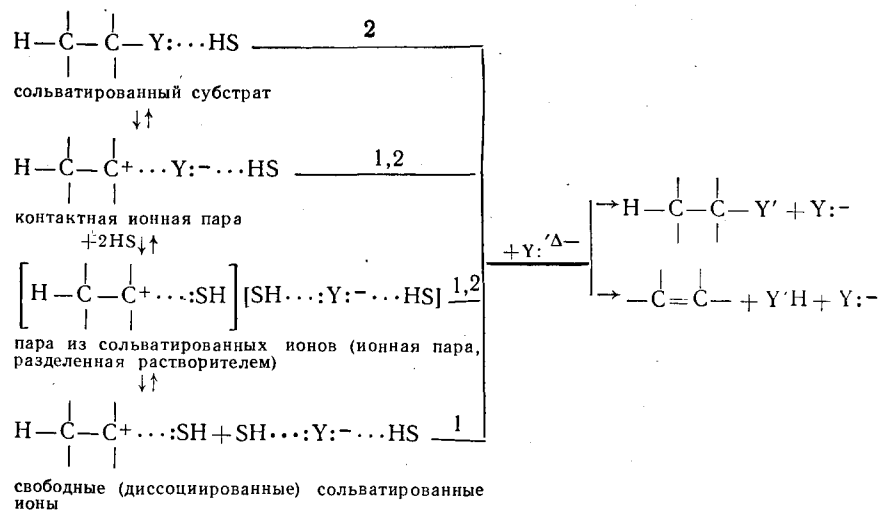 H—C—C—Y:···HS 2
сольватированный субстрат
↓↑
H—C—C+···Y:–···HS 1,2
контактная ионная пара
+2HS↓↑
[H—C—C+···:SH][SH···:Y:–···HS] 1,2
+Y:′Δ–
→H—C—C—Y′ + Y:–
→—C=C— + Y′H + Y:–
пара из сольватированных ионов (ионная пара,
разделенная растворителем)
↓↑
H—C—C+···:SH+SH···:Y:–···HS 1
свободные (диссоциированные) сольватированные
ионы